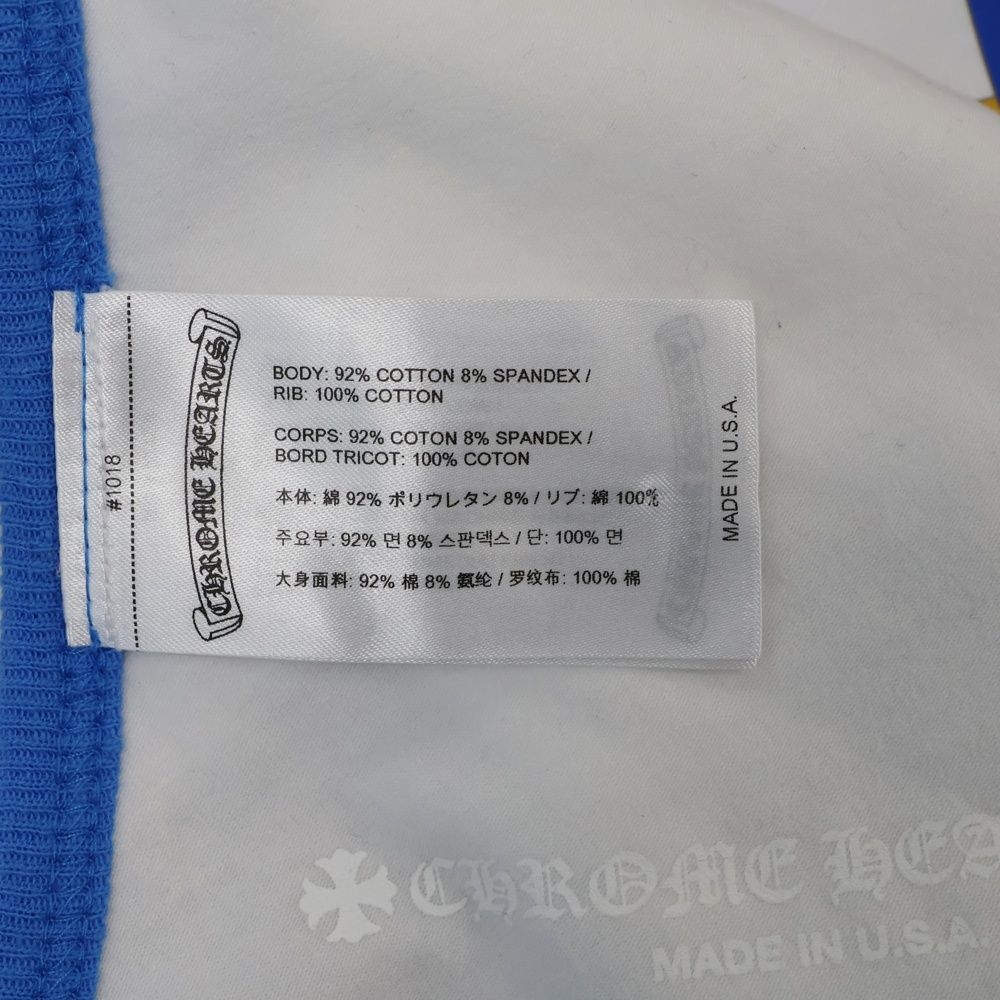 #1018
CHROME HEARTS
BODY: 92% COTTON 8% SPANDEX /
RIB: 100% COTTON
CORPS: 92% COTON 8% SPANDEX /
BORD TRICOT: 100% COTON
本体: 綿 92% ポリウレタン 8% / リブ: 綿 100%
주요부: 92% 면 8% 스판덱스 / 단: 100% 면
大身面料: 92% 棉 8% 氨纶 / 罗纹布: 100% 棉
MADE IN U.S.A.
CHROME HEA
MADE IN U.S.A.